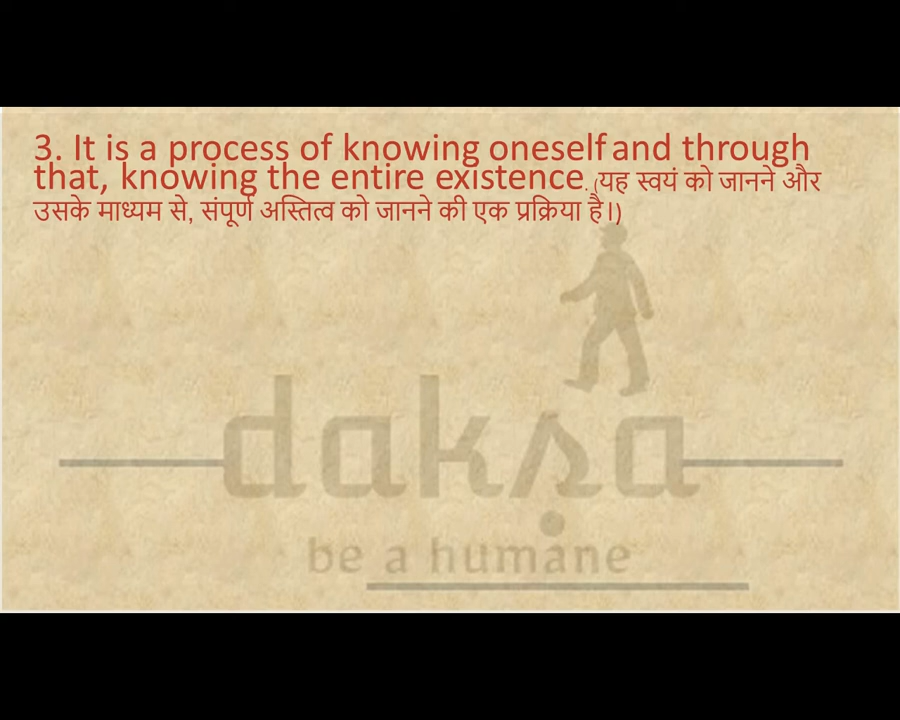 3. It is a process of knowing oneself and through
that, knowing the entire existence. (यह स्वयं को जानने और
उसके माध्यम से, संपूर्ण अस्तित्व को जानने की एक प्रक्रिया है।)
daksa
be a humane